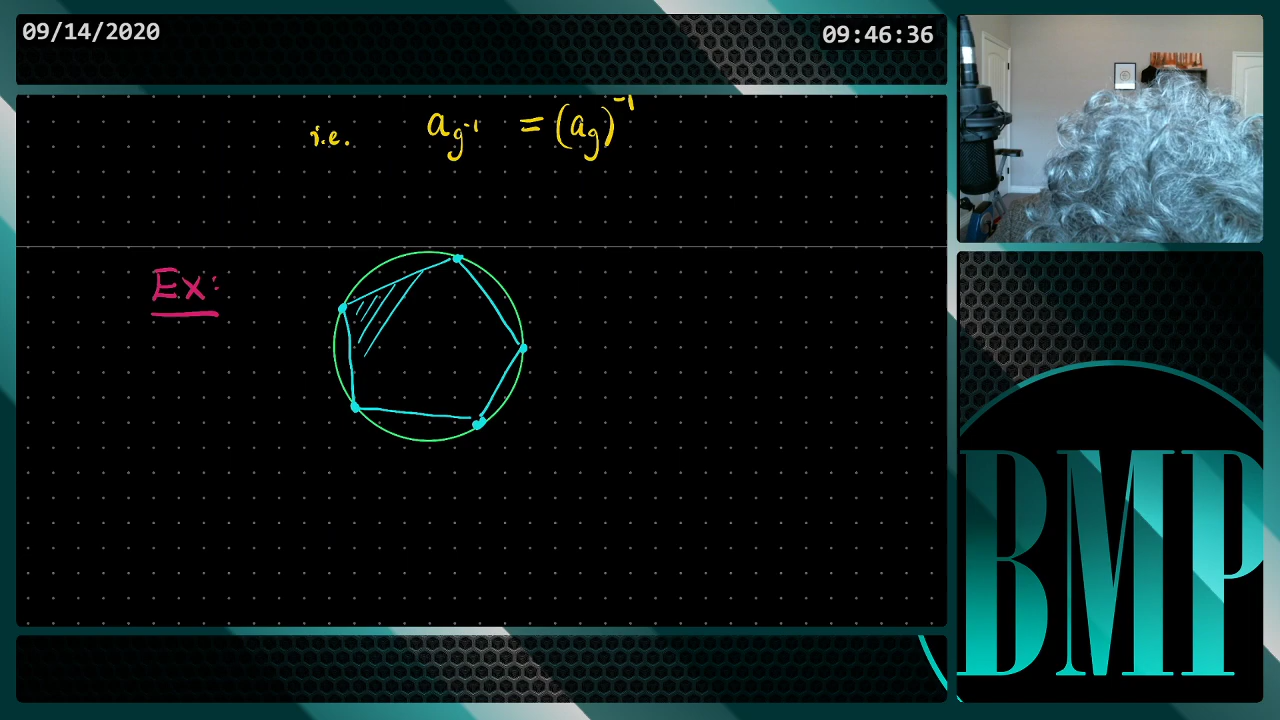 09/14/2020
09:46:36
i.e. a_{g^{-1}} = (a_g)^{-1}
Ex:
BMP